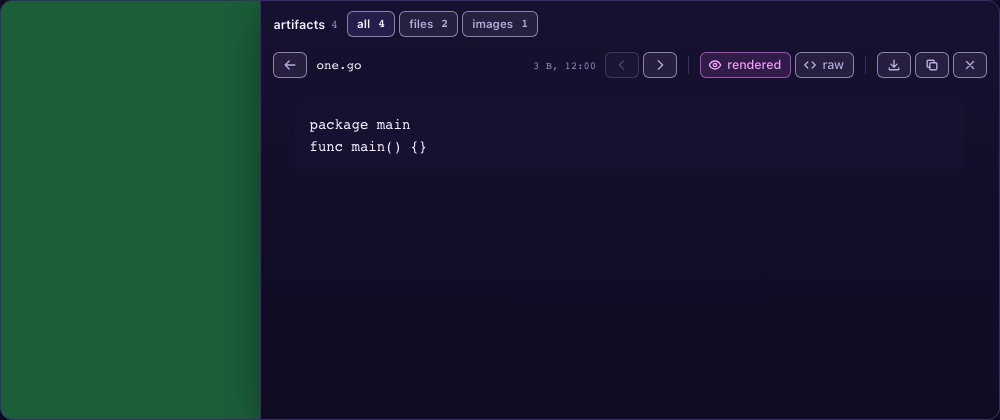 artifacts 4 all 4 files 2 images 1
one.go 3 B, 12:00 rendered raw
package main
func main() {}